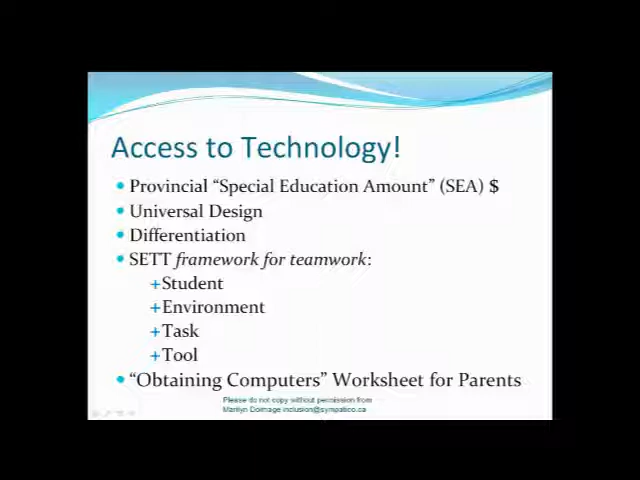 Access to Technology!
• Provincial “Special Education Amount” (SEA) $
• Universal Design
• Differentiation
• SETT framework for teamwork:
+Student
+Environment
+Task
+Tool
• “Obtaining Computers” Worksheet for Parents
Please do not copy without permission from
Marilyn Dolmage inclusion@sympatico.ca